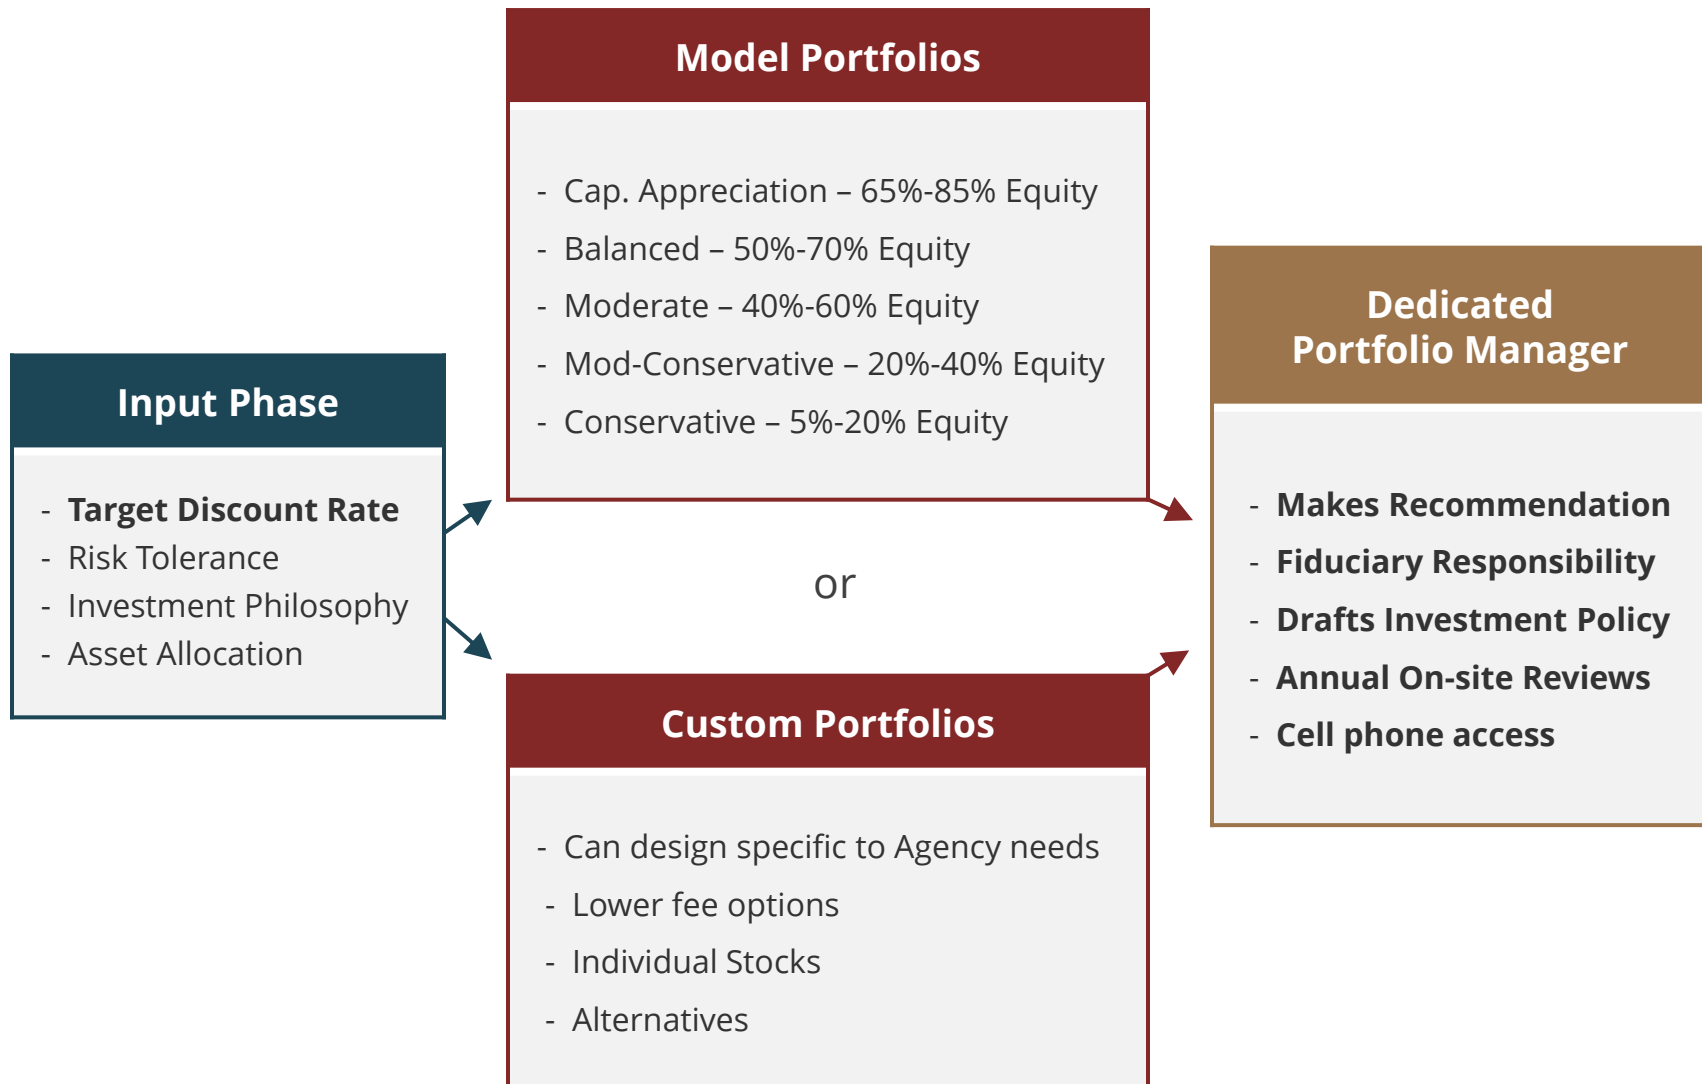 Input Phase
- Target Discount Rate
- Risk Tolerance
- Investment Philosophy
- Asset Allocation
Model Portfolios
- Cap. Appreciation – 65%-85% Equity
- Balanced – 50%-70% Equity
- Moderate – 40%-60% Equity
- Mod-Conservative – 20%-40% Equity
- Conservative – 5%-20% Equity
or
Custom Portfolios
- Can design specific to Agency needs
- Lower fee options
- Individual Stocks
- Alternatives
Dedicated
Portfolio Manager
- Makes Recommendation
- Fiduciary Responsibility
- Drafts Investment Policy
- Annual On-site Reviews
- Cell phone access